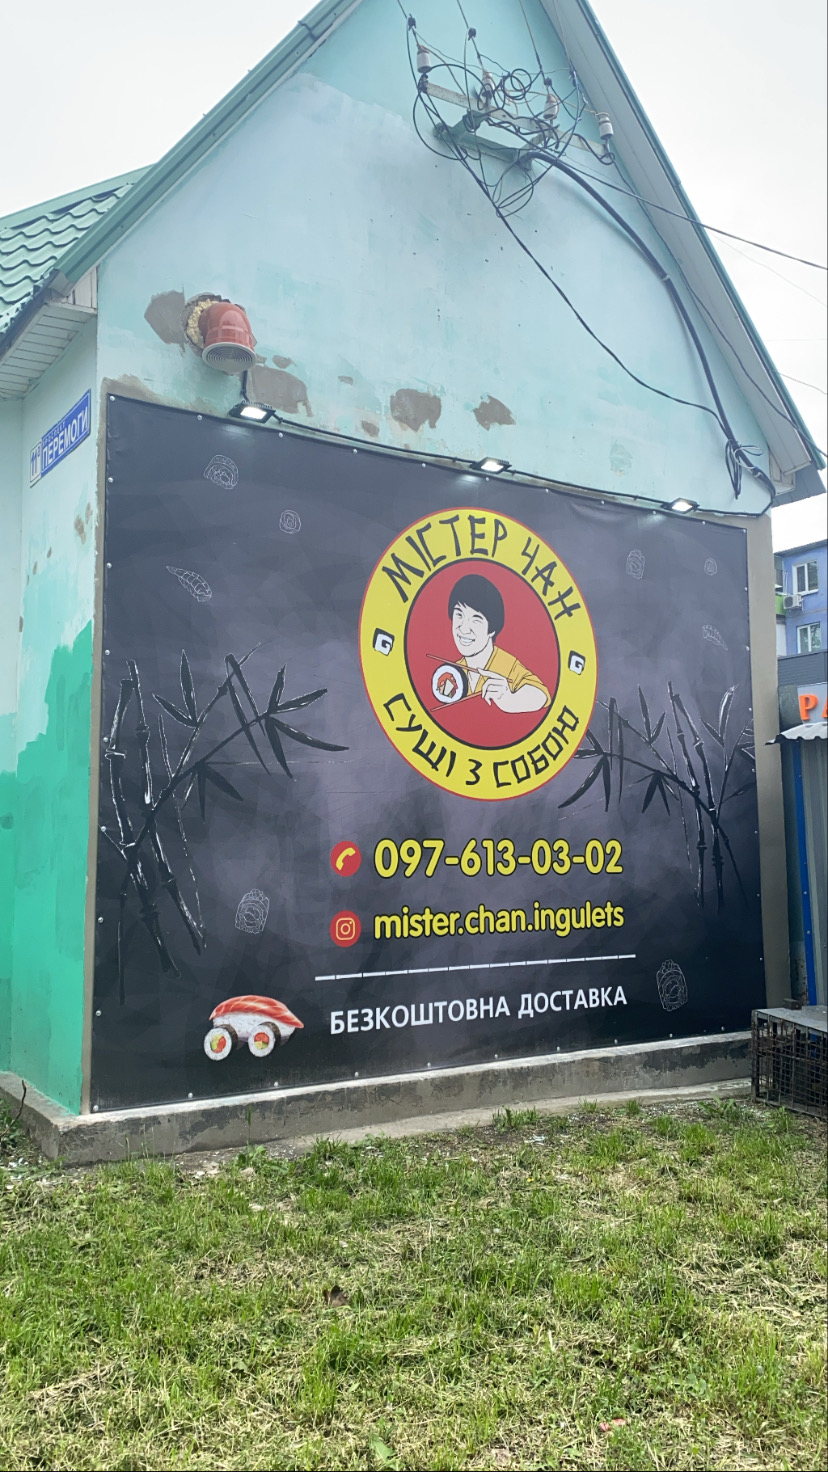 ПЕРЕМОГИ
МІСТЕР ЧАН
СУШІ З СОБОЮ
097-613-03-02
mister.chan.ingulets
БЕЗКОШТОВНА ДОСТАВКА